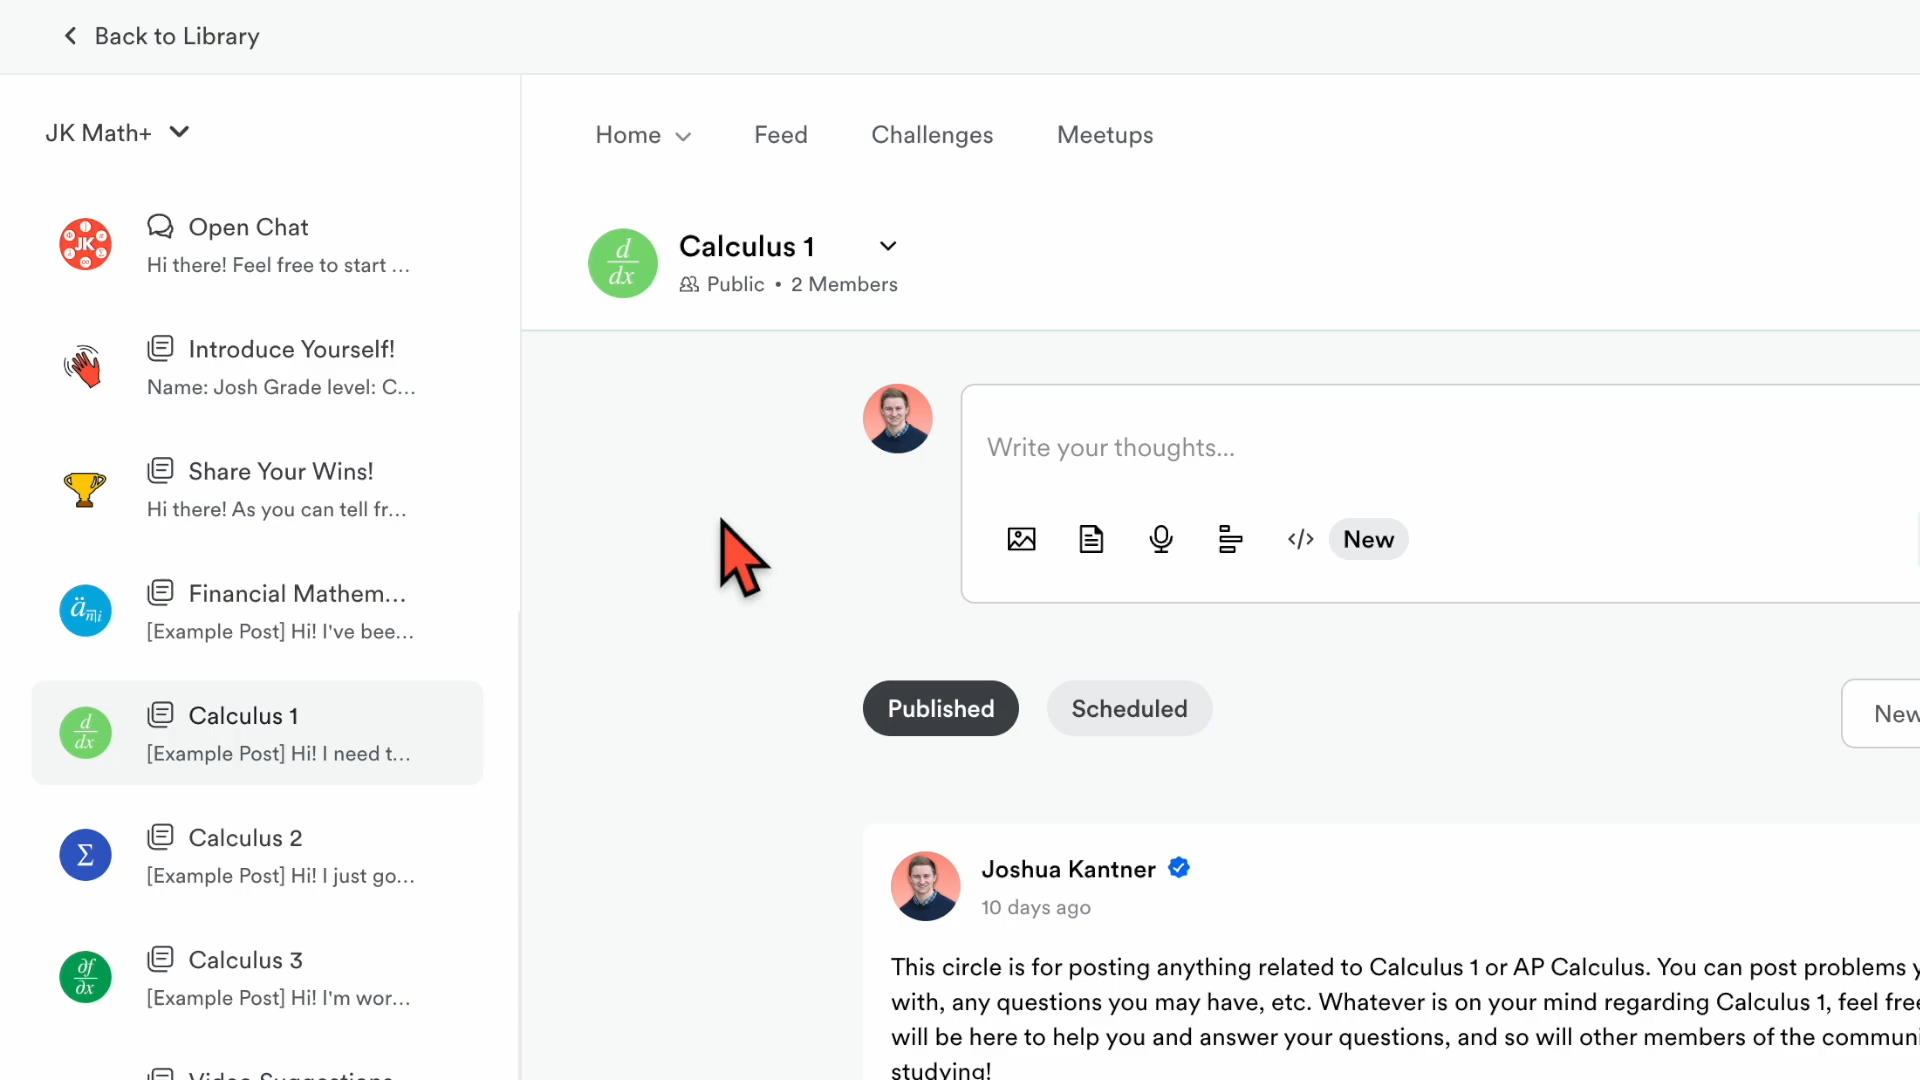 Back to Library
JK Math+
Home
Feed
Challenges
Meetups
JK
Open Chat
Hi there! Feel free to start ...
Introduce Yourself!
Name: Josh Grade level: C...
Share Your Wins!
Hi there! As you can tell fr...
Financial Mathem...
[Example Post] Hi! I've bee...
d
dx
Calculus 1
[Example Post] Hi! I need t...
Σ
Calculus 2
[Example Post] Hi! I just go...
∂f
∂x
Calculus 3
[Example Post] Hi! I'm wor...
Video Suggestions
d
dx
Calculus 1
Public • 2 Members
Write your thoughts...
</> New
Published
Scheduled
New
Joshua Kantner
10 days ago
This circle is for posting anything related to Calculus 1 or AP Calculus. You can post problems y
with, any questions you may have, etc. Whatever is on your mind regarding Calculus 1, feel free
will be here to help you and answer your questions, and so will other members of the communi
studying!